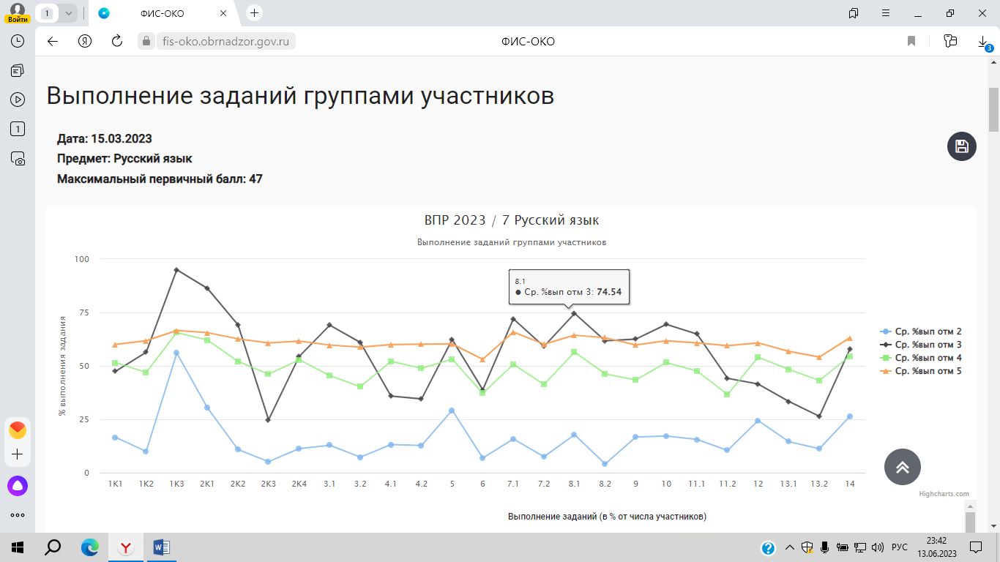 Войти
1
ФИС-ОКО
fis-oko.obrnadzor.gov.ru
ФИС-ОКО
3
1
Выполнение заданий группами участников
Дата: 15.03.2023
Предмет: Русский язык
Максимальный первичный балл: 47
ВПР 2023 / 7 Русский язык
Выполнение заданий группами участников
% выполнения задания
100
75
50
25
0
8.1
Ср. %вып отм 3: 74.54
1K1 1K2 1K3 2K1 2K2 2K3 2K4 3.1 3.2 4.1 4.2 5 6 7.1 7.2 8.1 8.2 9 10 11.1 11.2 12 13.1 13.2 14
Ср. %вып отм 2
Ср. %вып отм 3
Ср. %вып отм 4
Ср. %вып отм 5
Highcharts.com
Выполнение заданий (в % от числа участников)
РУС
23:42
13.06.2023